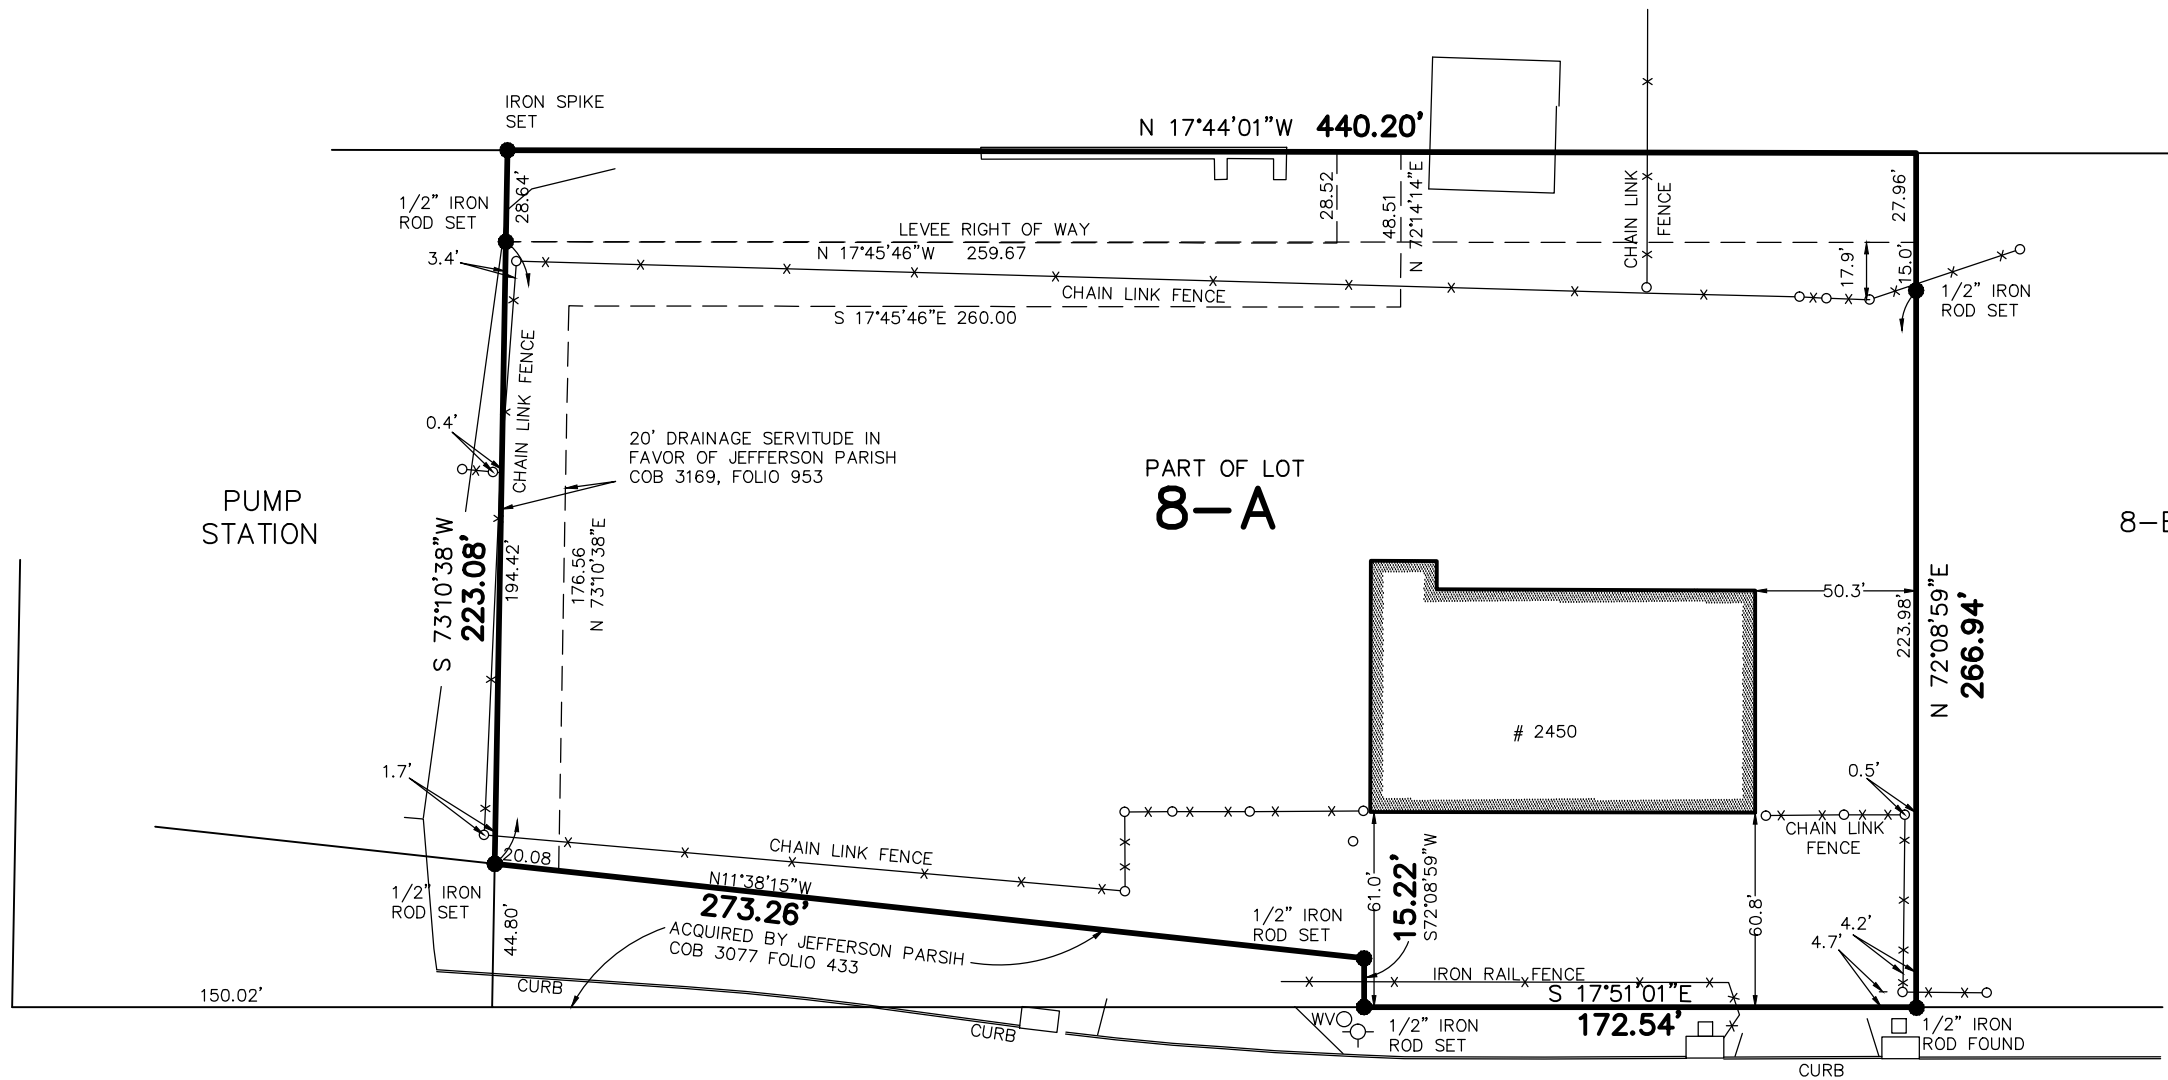 IRON SPIKE
SET
N 17°44'01"W 440.20'
28.64'
1/2" IRON
ROD SET
28.52
48.51
N 72°14'14"E
CHAIN LINK
FENCE
27.96'
LEVEE RIGHT OF WAY
N 17°45'46"W 259.67
3.4'
17.9'
15.0'
CHAIN LINK FENCE
1/2" IRON
ROD SET
S 17°45'46"E 260.00
CHAIN LINK FENCE
0.4'
20' DRAINAGE SERVITUDE IN
FAVOR OF JEFFERSON PARISH
COB 3169, FOLIO 953
PART OF LOT
8-A
PUMP
STATION
8-
S 73°10'38"W
223.08'
194.42'
176.56
N 73°10'38"E
50.3'
223.98'
N 72°08'59"E
266.94'
# 2450
1.7'
0.5'
CHAIN LINK
FENCE
20.08
CHAIN LINK FENCE
N11°38'15"W
273.26'
1/2" IRON
ROD SET
44.80'
ACQUIRED BY JEFFERSON PARSIH
COB 3077 FOLIO 433
1/2" IRON
ROD SET
61.0'
15.22'
S72°08'59"W
60.8'
4.2'
4.7'
IRON RAIL FENCE
S 17°51'01"E
172.54'
150.02'
CURB
CURB
WV
1/2" IRON
ROD SET
1/2" IRON
ROD FOUND
CURB